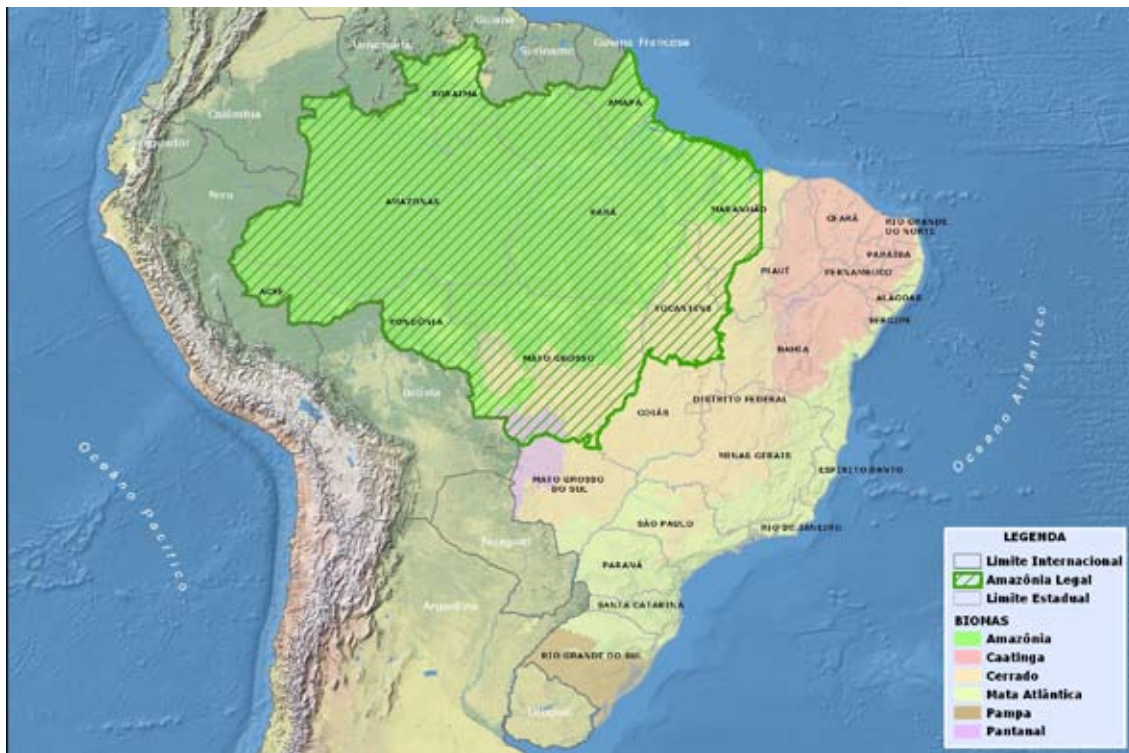 Guiana
Venezuela
Suriname
Guiana Francesa
RORAIMA
AMAPÁ
Colômbia
Equador
Peru
AMAZONAS
PARÁ
MARANHÃO
CEARÁ
RIO GRANDE
DO NORTE
PARAÍBA
PIAUÍ
PERNAMBUCO
ACRE
TOCANTINS
ALAGOAS
RONDÔNIA
SERGIPE
MATO GROSSO
BAHIA
Bolívia
DISTRITO FEDERAL
GOIÁS
Oceano Atlântico
MINAS GERAIS
ESPÍRITO SANTO
MATO GROSSO
DO SUL
Oceâno pacífico
SÃO PAULO
RIO DE JANEIRO
Paraguai
PARANÁ
Argentina
SANTA CATARINA
RIO GRANDE DO SUL
Uruguai
LEGENDA
Limite Internacional
Amazônia Legal
Limite Estadual
BIOMAS
Amazônia
Caatinga
Cerrado
Mata Atlântica
Pampa
Pantanal